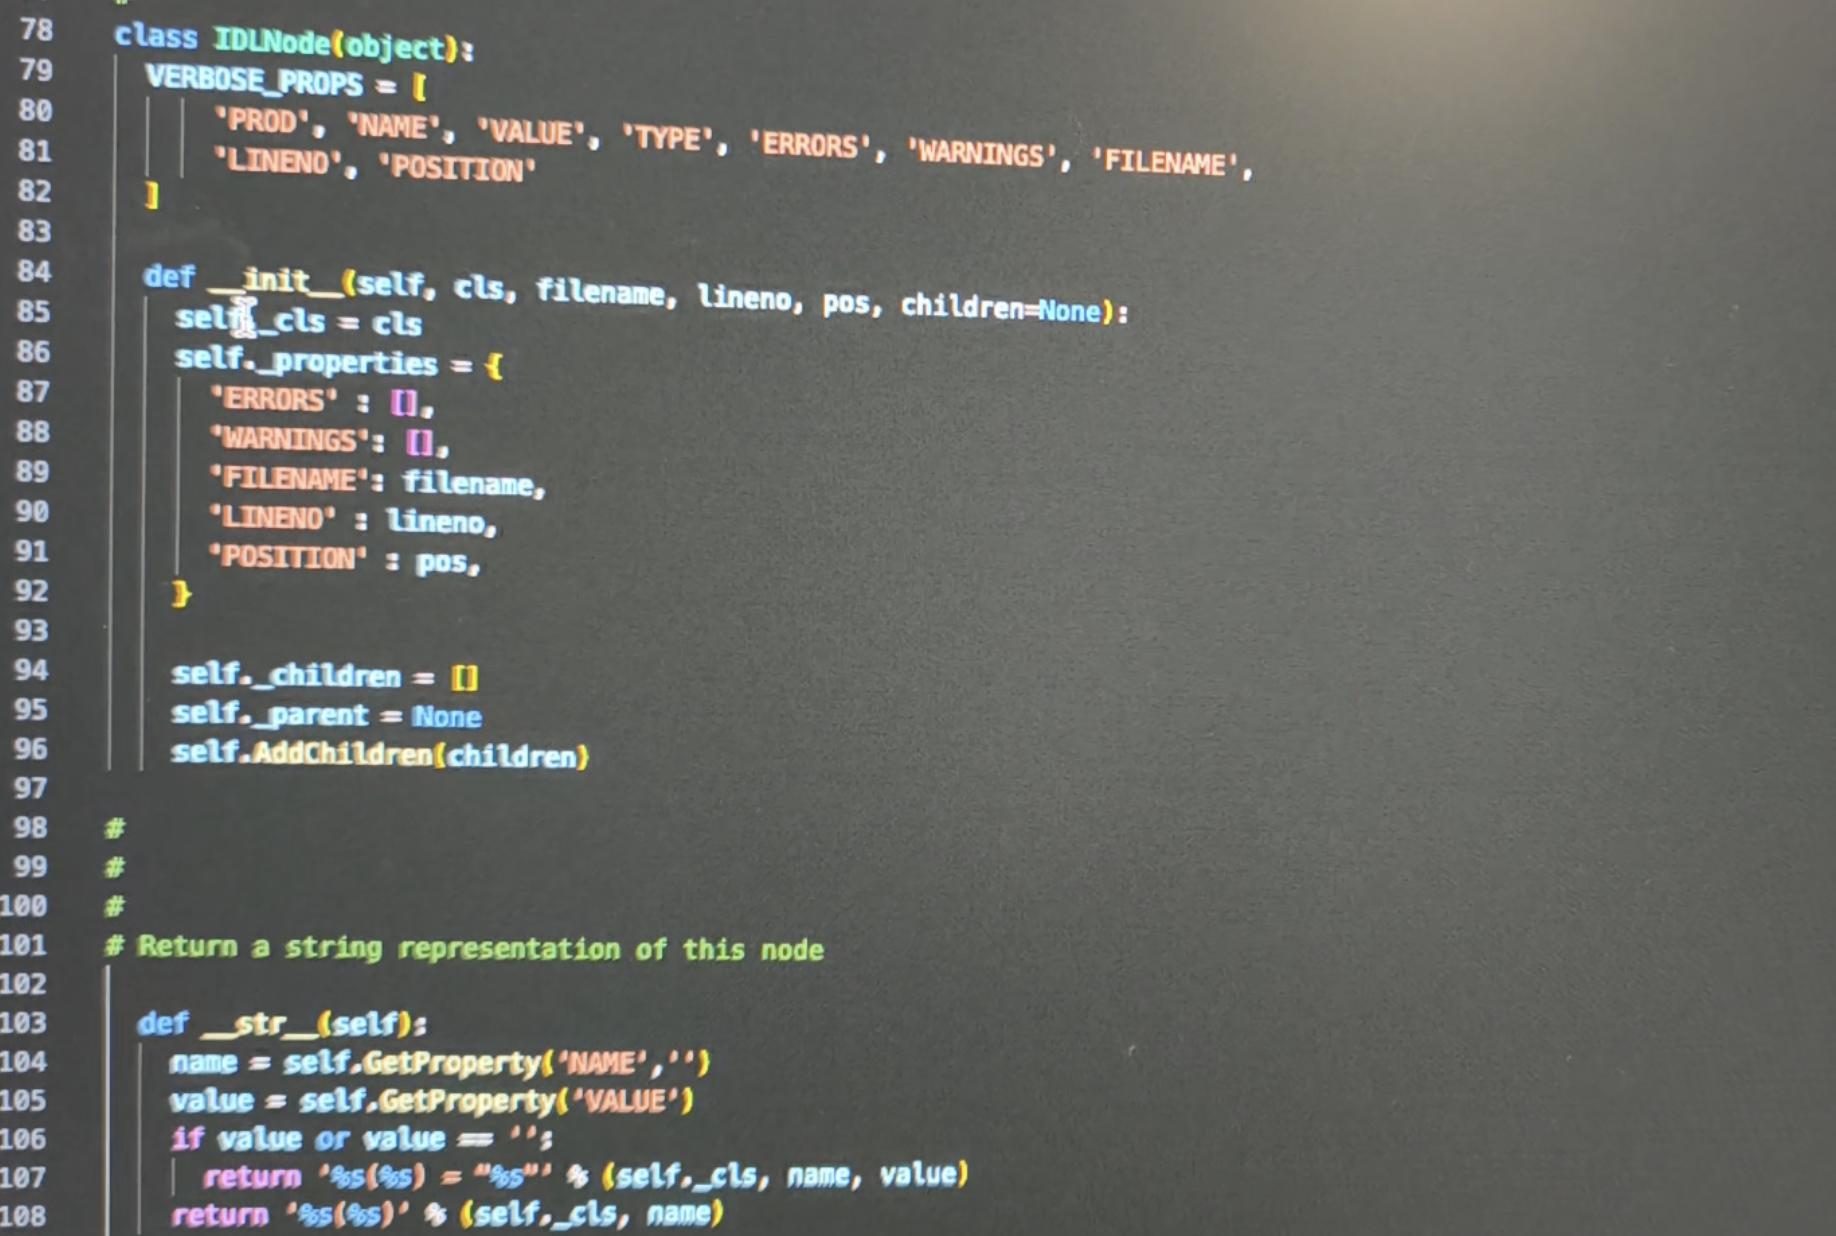 78 class IDLNode(object):
79 VERBOSE_PROPS = [
80 'PROD', 'NAME', 'VALUE', 'TYPE', 'ERRORS', 'WARNINGS', 'FILENAME',
81 'LINENO', 'POSITION'
82 ]
83
84 def __init__(self, cls, filename, lineno, pos, children=None):
85 self._cls = cls
86 self._properties = {
87 'ERRORS' : [],
88 'WARNINGS': [],
89 'FILENAME': filename,
90 'LINENO' : lineno,
91 'POSITION' : pos,
92 }
93
94 self._children = []
95 self._parent = None
96 self.AddChildren(children)
97
98 #
99 #
100 #
101 # Return a string representation of this node
102
103 def __str__(self):
104 name = self.GetProperty('NAME','')
105 value = self.GetProperty('VALUE')
106 if value or value == '':
107 return '%s(%s) = "%s"' % (self._cls, name, value)
108 return '%s(%s)' % (self._cls, name)